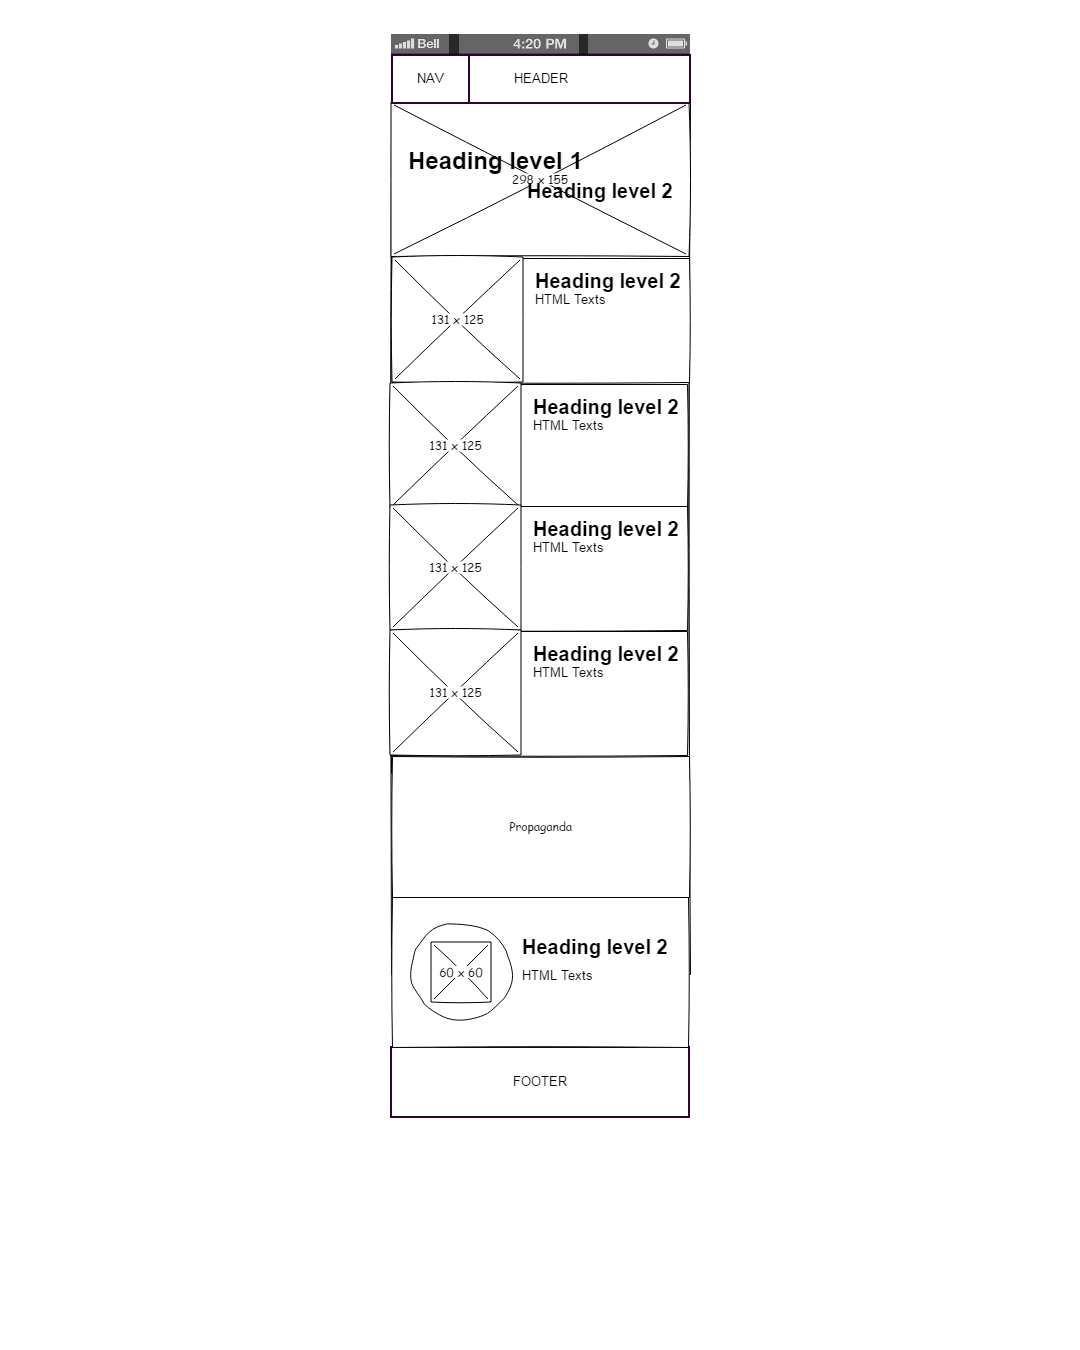 Bell 4:20 PM
NAV HEADER
Heading level 1
298 x 155
Heading level 2
131 x 125
Heading level 2
HTML Texts
131 x 125
Heading level 2
HTML Texts
131 x 125
Heading level 2
HTML Texts
131 x 125
Heading level 2
HTML Texts
Propaganda
60 x 60
Heading level 2
HTML Texts
FOOTER